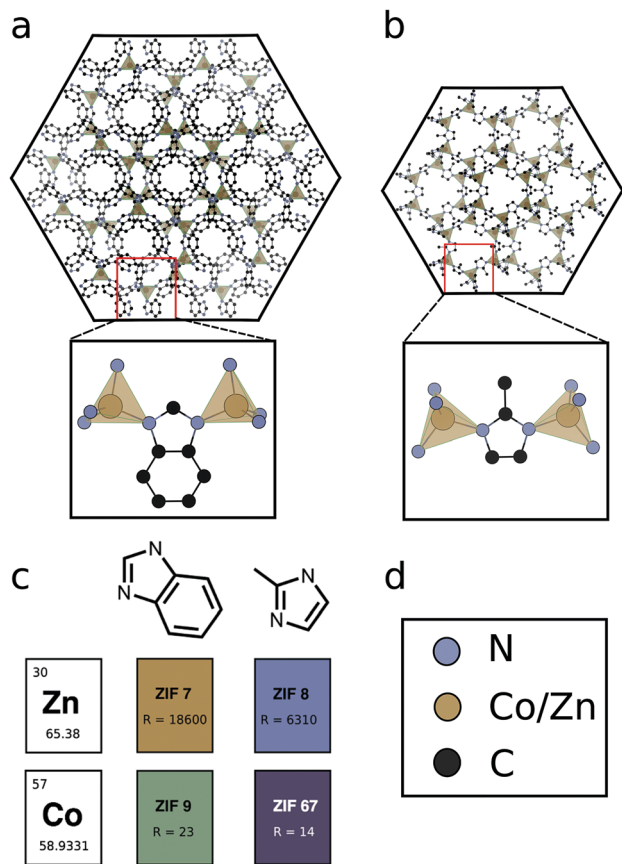 a
b
c
N
N
N
N
30
Zn
65.38
ZIF 7
R = 18600
ZIF 8
R = 6310
57
Co
58.9331
ZIF 9
R = 23
ZIF 67
R = 14
d
N
Co/Zn
C